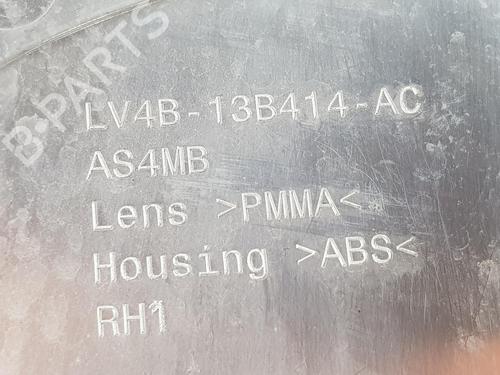 B-PARTS
LV4B-13B414-AC
AS4MB
Lens >PMMA<
Housing >ABS<
RH1